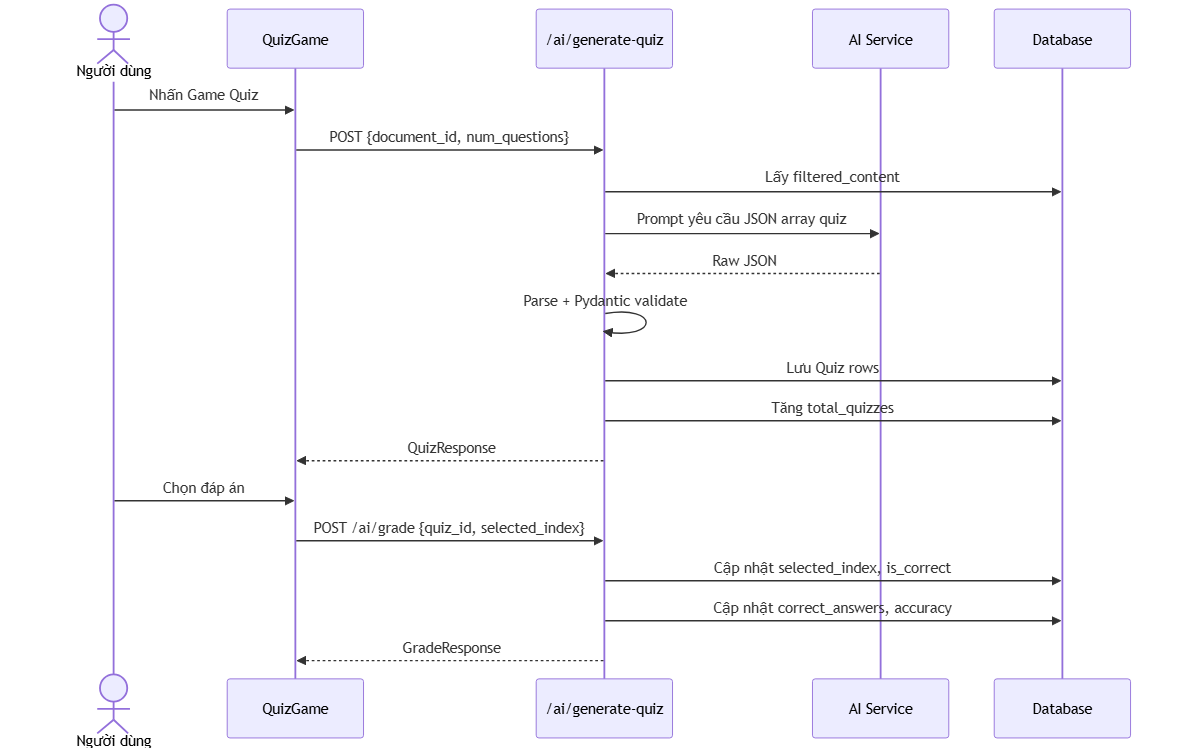 Người dùng
QuizGame
/ai/generate-quiz
AI Service
Database
Nhấn Game Quiz
POST {document_id, num_questions}
Lấy filtered_content
Prompt yêu cầu JSON array quiz
Raw JSON
Parse + Pydantic validate
Lưu Quiz rows
Tăng total_quizzes
QuizResponse
Chọn đáp án
POST /ai/grade {quiz_id, selected_index}
Cập nhật selected_index, is_correct
Cập nhật correct_answers, accuracy
GradeResponse
Người dùng
QuizGame
/ai/generate-quiz
AI Service
Database